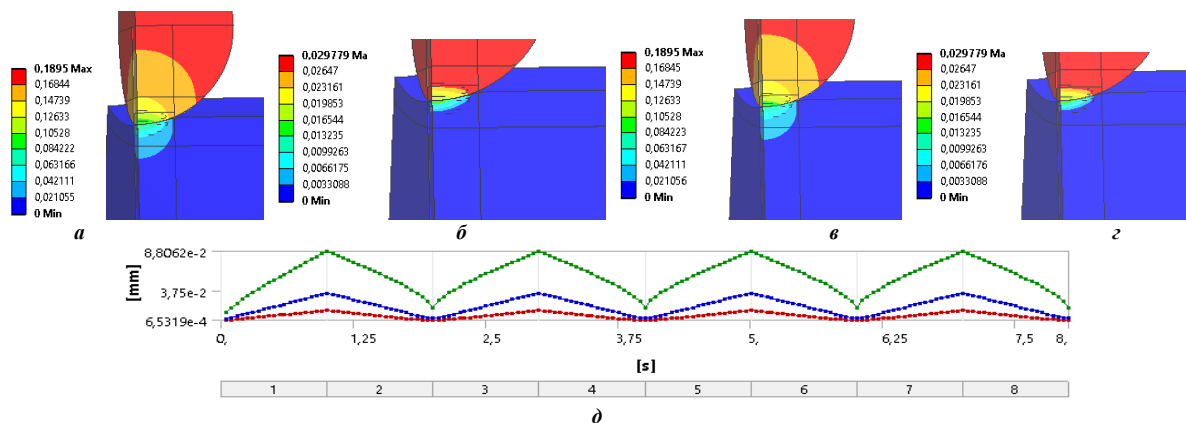 0,1895 Max
0,16844
0,14739
0,12633
0,10528
0,084222
0,063166
0,042111
0,021055
0 Min
0,029779 Ma
0,02647
0,023161
0,019853
0,016544
0,013235
0,0099263
0,0066175
0,0033088
0 Min
0,1895 Max
0,16845
0,14739
0,12633
0,10528
0,084223
0,063167
0,042111
0,021056
0 Min
0,029779 Ma
0,02647
0,023161
0,019854
0,016544
0,013235
0,0099263
0,0066176
0,0033088
0 Min
а
б
в
г
8,8062e-2
3,75e-2
6,5319e-4
[mm]
0,
1,25
2,5
3,75
5,
6,25
7,5
8,
[s]
1
2
3
4
5
6
7
8
д